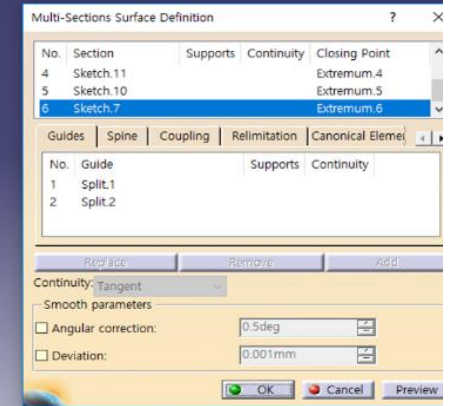 Multi-Sections Surface Definition ? X
No. Section Supports Continuity Closing Point
4 Sketch.11 Extremum.4
5 Sketch.10 Extremum.5
6 Sketch.7 Extremum.6
Guides Spine Coupling Relimitation Canonical Elemei
No. Guide Supports Continuity
1 Split.1
2 Split.2
Replace Remove Add
Continuity: Tangent
Smooth parameters
Angular correction: 0.5deg
Deviation: 0.001mm
OK Cancel Preview